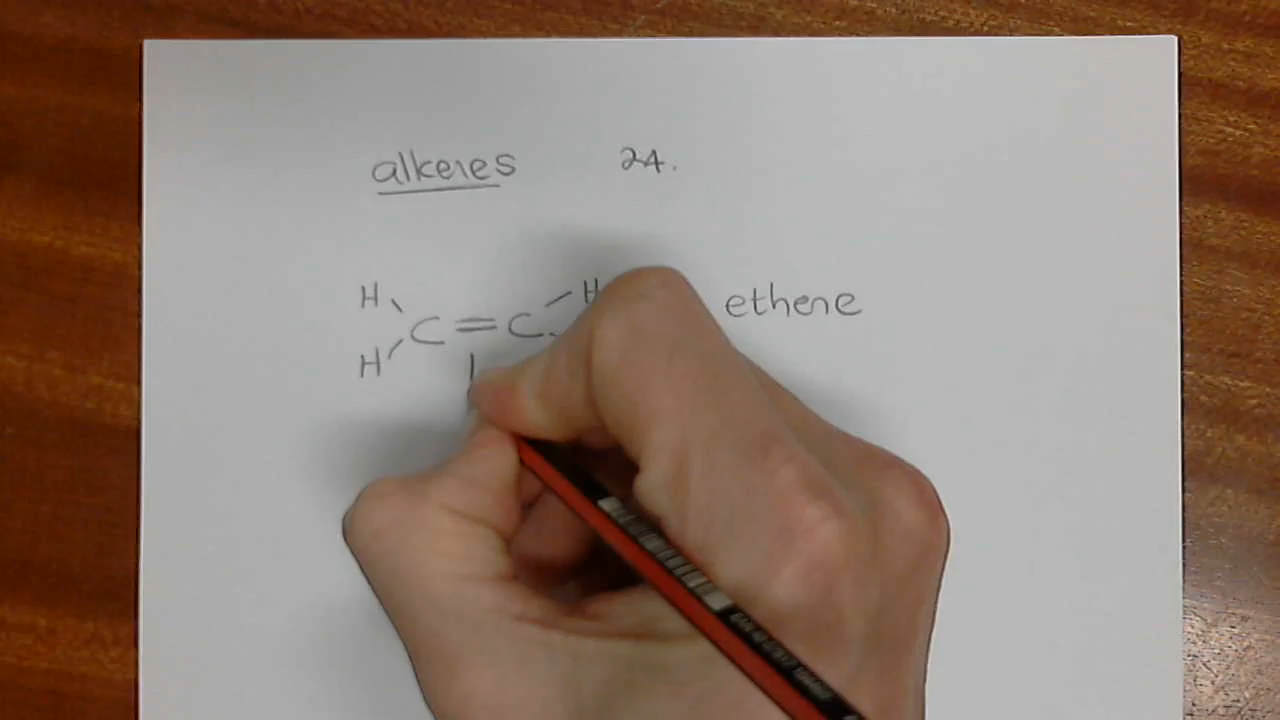 alkenes 24.
H H
C = C ethene
H